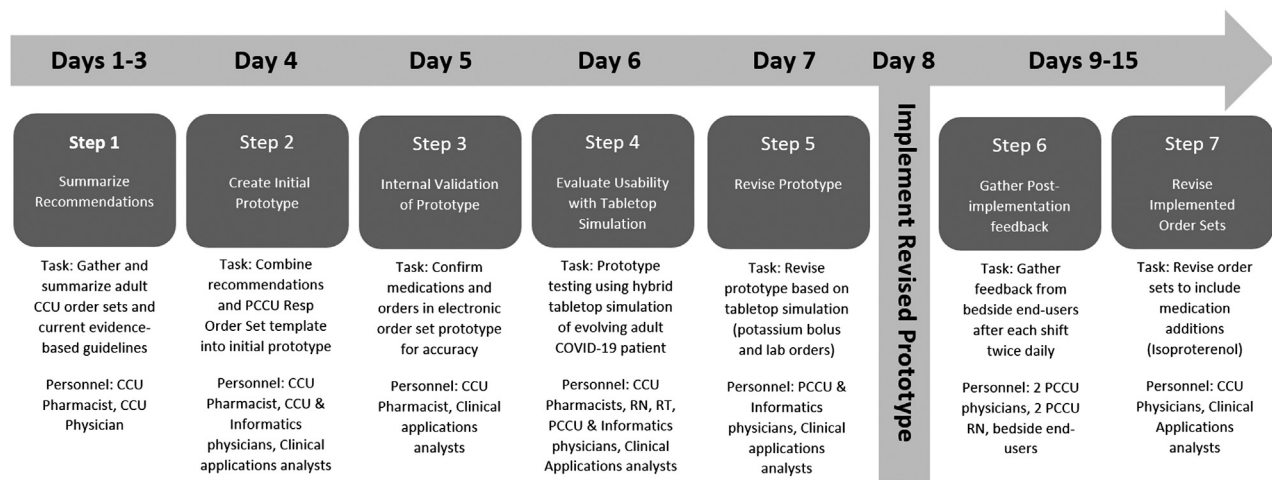 Days 1-3
Day 4
Day 5
Day 6
Day 7
Day 8
Days 9-15
Step 1
Summarize
Recommendations
Task: Gather and
summarize adult
CCU order sets and
current evidence-
based guidelines
Personnel: CCU
Pharmacist, CCU
Physician
Step 2
Create Initial
Prototype
Task: Combine
recommendations
and PCCU Resp
Order Set template
into initial prototype
Personnel: CCU
Pharmacist, CCU &
Informatics
physicians, Clinical
applications analysts
Step 3
Internal Validation
of Prototype
Task: Confirm
medications and
orders in electronic
order set prototype
for accuracy
Personnel: CCU
Pharmacist, Clinical
applications
analysts
Step 4
Evaluate Usability
with Tabletop
Simulation
Task: Prototype
testing using hybrid
tabletop simulation
of evolving adult
COVID-19 patient
Personnel: CCU
Pharmacists, RN, RT,
PCCU & Informatics
physicians, Clinical
Applications analysts
Step 5
Revise Prototype
Task: Revise
prototype based on
tabletop simulation
(potassium bolus
and lab orders)
Personnel: PCCU &
Informatics
physicians, Clinical
applications
analysts
Implement Revised Prototype
Step 6
Gather Post-
implementation
feedback
Task: Gather
feedback from
bedside end-users
after each shift
twice daily
Personnel: 2 PCCU
physicians, 2 PCCU
RN, bedside end-
users
Step 7
Revise
Implemented
Order Sets
Task: Revise order
sets to include
medication
additions
(Isoproterenol)
Personnel: CCU
Physicians, Clinical
Applications
analysts